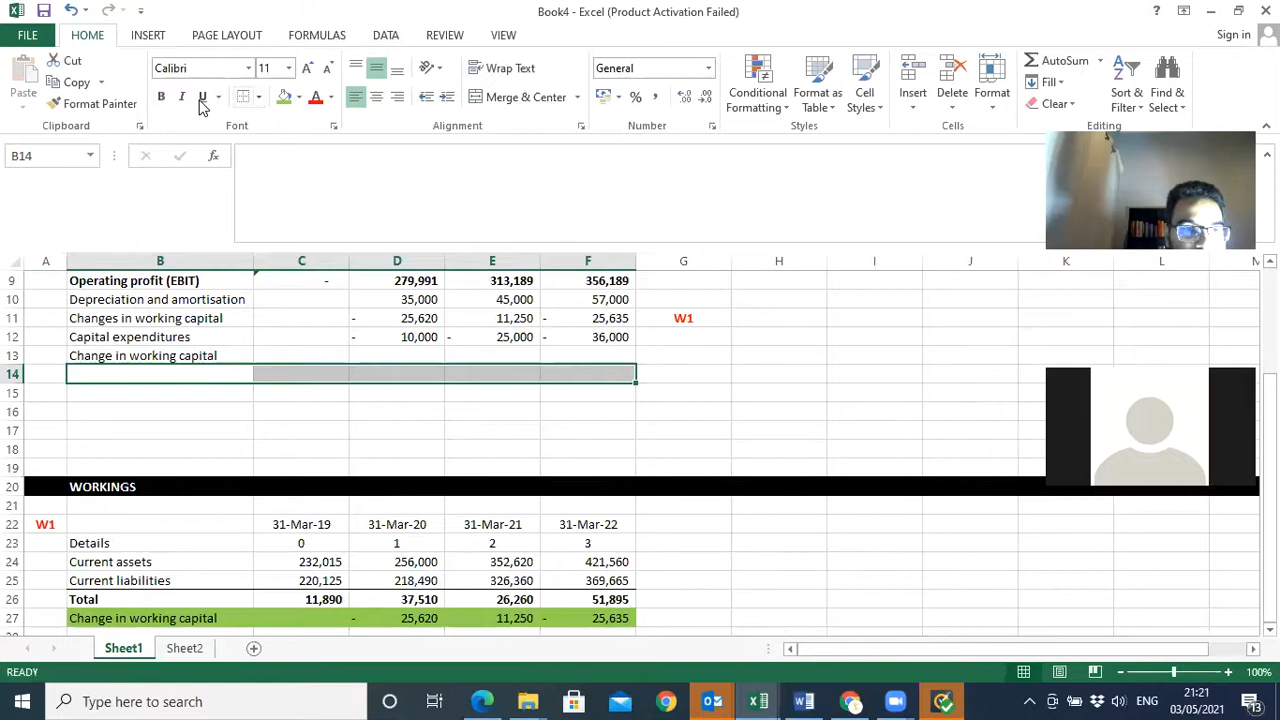 Book4 - Excel (Product Activation Failed)
?
FILE HOME INSERT PAGE LAYOUT FORMULAS DATA REVIEW VIEW Sign in
Cut
Copy
Format Painter
Paste
Clipboard
Calibri 11
B I U
Font
Wrap Text
Merge & Center
Alignment
General
%
Number
Conditional Formatting
Format as Table
Cell Styles
Styles
Insert Delete Format
Cells
AutoSum
Fill
Clear
Sort & Filter
Find & Select
Editing
B14 fx
A B C D E F G H I J K L M
9 Operating profit (EBIT) - 279,991 313,189 356,189
10 Depreciation and amortisation 35,000 45,000 57,000
11 Changes in working capital - 25,620 11,250 - 25,635 W1
12 Capital expenditures - 10,000 - 25,000 - 36,000
13 Change in working capital
14
15
16
17
18
19
20 WORKINGS
21
22 W1 31-Mar-19 31-Mar-20 31-Mar-21 31-Mar-22
23 Details 0 1 2 3
24 Current assets 232,015 256,000 352,620 421,560
25 Current liabilities 220,125 218,490 326,360 369,665
26 Total 11,890 37,510 26,260 51,895
27 Change in working capital - 25,620 11,250 - 25,635
28
Sheet1 Sheet2
READY 100%
Type here to search
ENG
21:21
03/05/2021
13